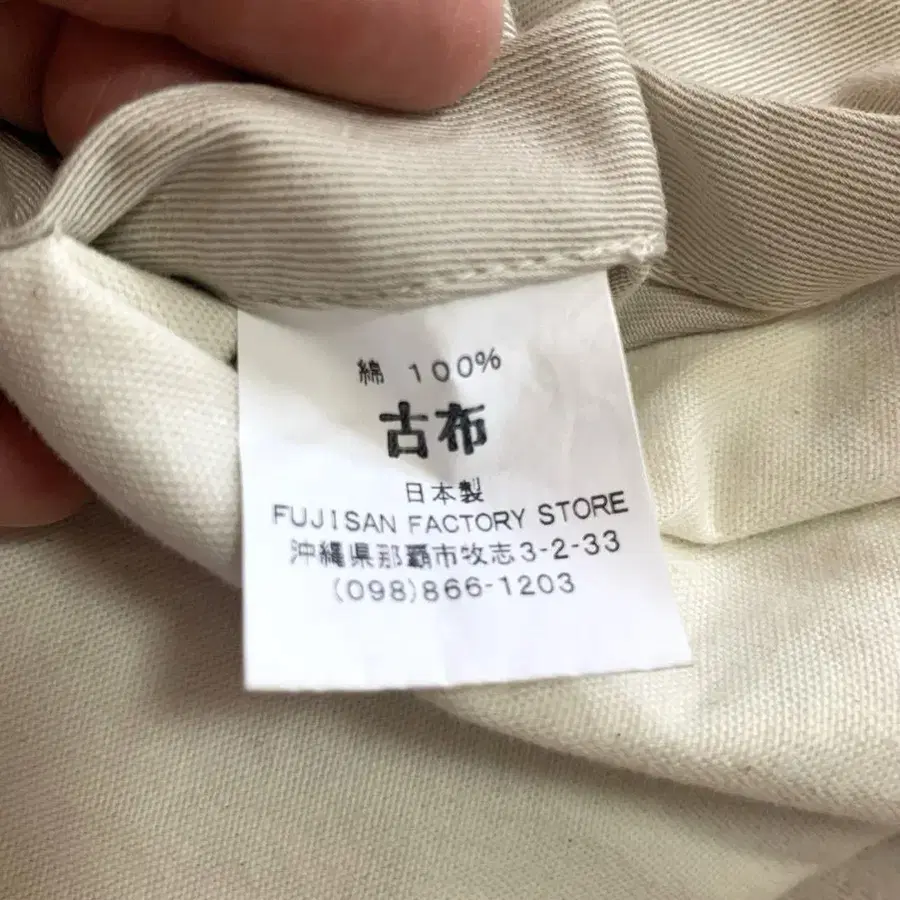 綿 100%
古布
日本製
FUJISAN FACTORY STORE
沖縄県那覇市牧志3-2-33
(098)866-1203